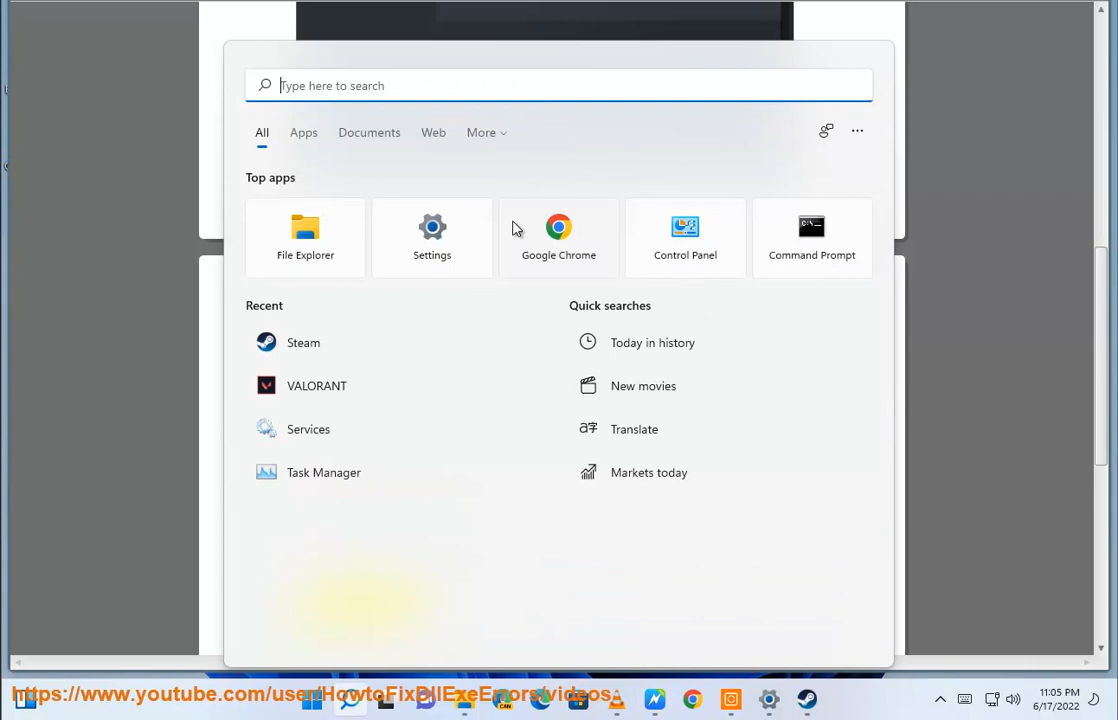 Type here to search
All Apps Documents Web More
Top apps
File Explorer Settings Google Chrome Control Panel Command Prompt
Recent Quick searches
Steam Today in history
VALORANT New movies
Services Translate
Task Manager Markets today
https://www.youtube.com/user/HowtoFixDllExeErrors/videos
11:05 PM
6/17/2022